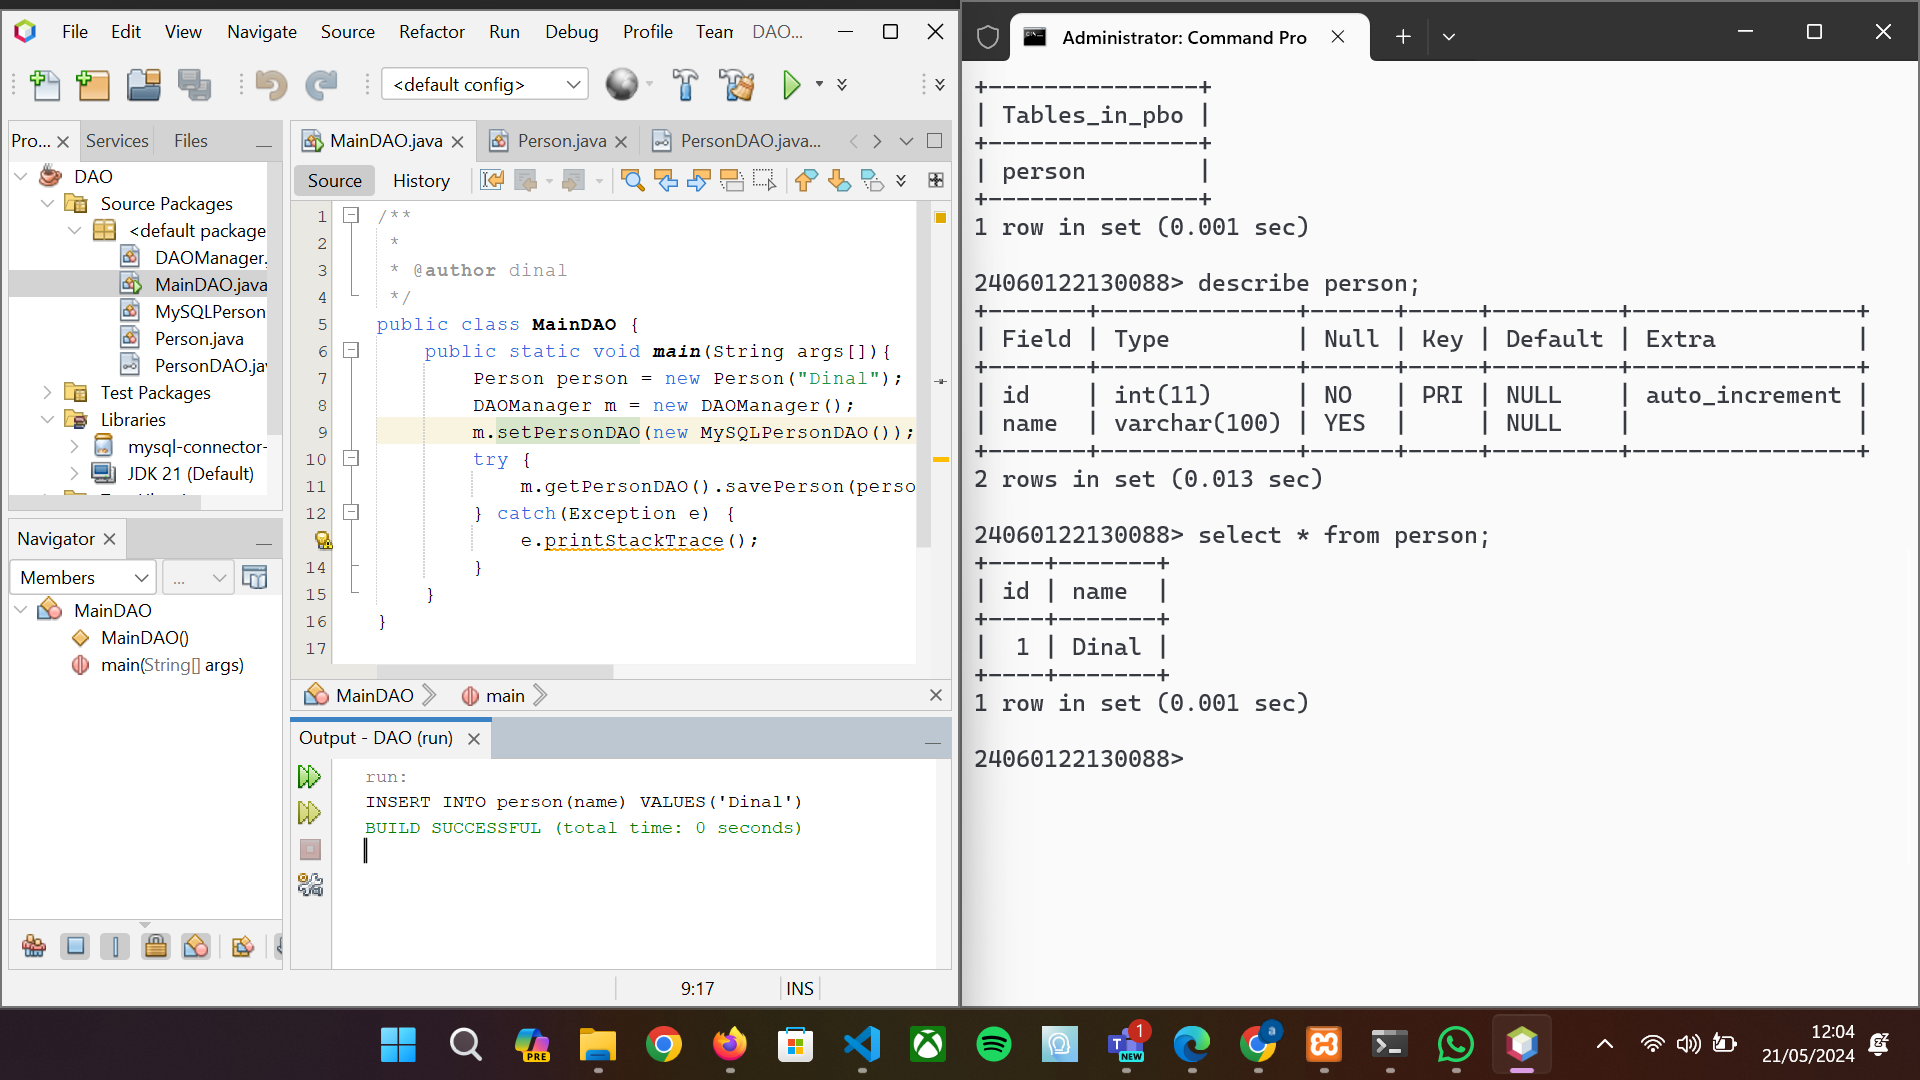 File Edit View Navigate Source Refactor Run Debug Profile Team DAO...
<default config>
Pro... Services Files
DAO
Source Packages
<default package
DAOManager.
MainDAO.java
MySQLPerson
Person.java
PersonDAO.jav
Test Packages
Libraries
mysql-connector-
JDK 21 (Default)
Navigator
Members ...
MainDAO
MainDAO()
main(String[] args)
MainDAO.java Person.java PersonDAO.java...
Source History
1 /**
2 *
3 * @author dinal
4 */
5 public class MainDAO {
6 public static void main(String args[]){
7 Person person = new Person("Dinal");
8 DAOManager m = new DAOManager();
9 m.setPersonDAO(new MySQLPersonDAO());
10 try {
11 m.getPersonDAO().savePerson(perso
12 } catch(Exception e) {
e.printStackTrace();
14 }
15 }
16 }
17
MainDAO main
Output - DAO (run)
run:
INSERT INTO person(name) VALUES('Dinal')
BUILD SUCCESSFUL (total time: 0 seconds)
9:17 INS
Administrator: Command Pro
+---------------+
| Tables_in_pbo |
+---------------+
| person        |
+---------------+
1 row in set (0.001 sec)
24060122130088> describe person;
+-------+--------------+------+-----+---------+----------------+
| Field | Type         | Null | Key | Default | Extra          |
+-------+--------------+------+-----+---------+----------------+
| id    | int(11)      | NO   | PRI | NULL    | auto_increment |
| name  | varchar(100) | YES  |     | NULL    |                |
+-------+--------------+------+-----+---------+----------------+
2 rows in set (0.013 sec)
24060122130088> select * from person;
+----+-------+
| id | name  |
+----+-------+
|  1 | Dinal |
+----+-------+
1 row in set (0.001 sec)
24060122130088>
PRE
1
NEW
a
12:04
21/05/2024